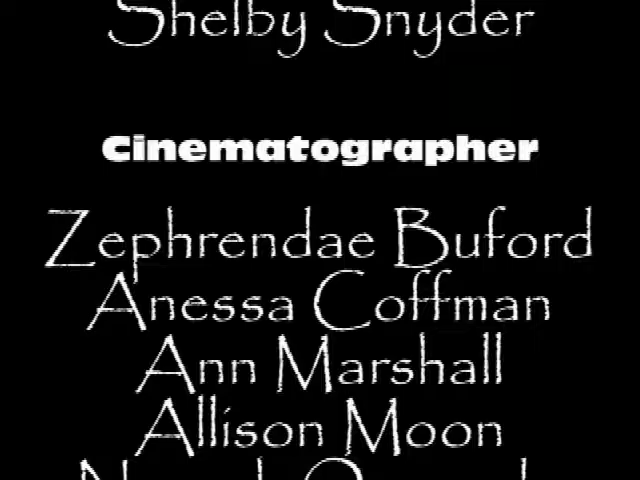 Shelby Snyder
Cinematographer
Zephrendae Buford
Anessa Coffman
Ann Marshall
Allison Moon